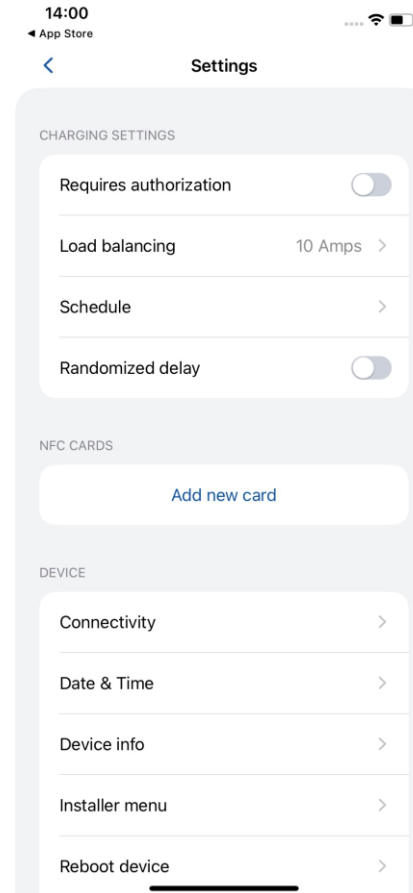 14:00
◀ App Store
Settings
CHARGING SETTINGS
Requires authorization
Load balancing 10 Amps
Schedule
Randomized delay
NFC CARDS
Add new card
DEVICE
Connectivity
Date & Time
Device info
Installer menu
Reboot device